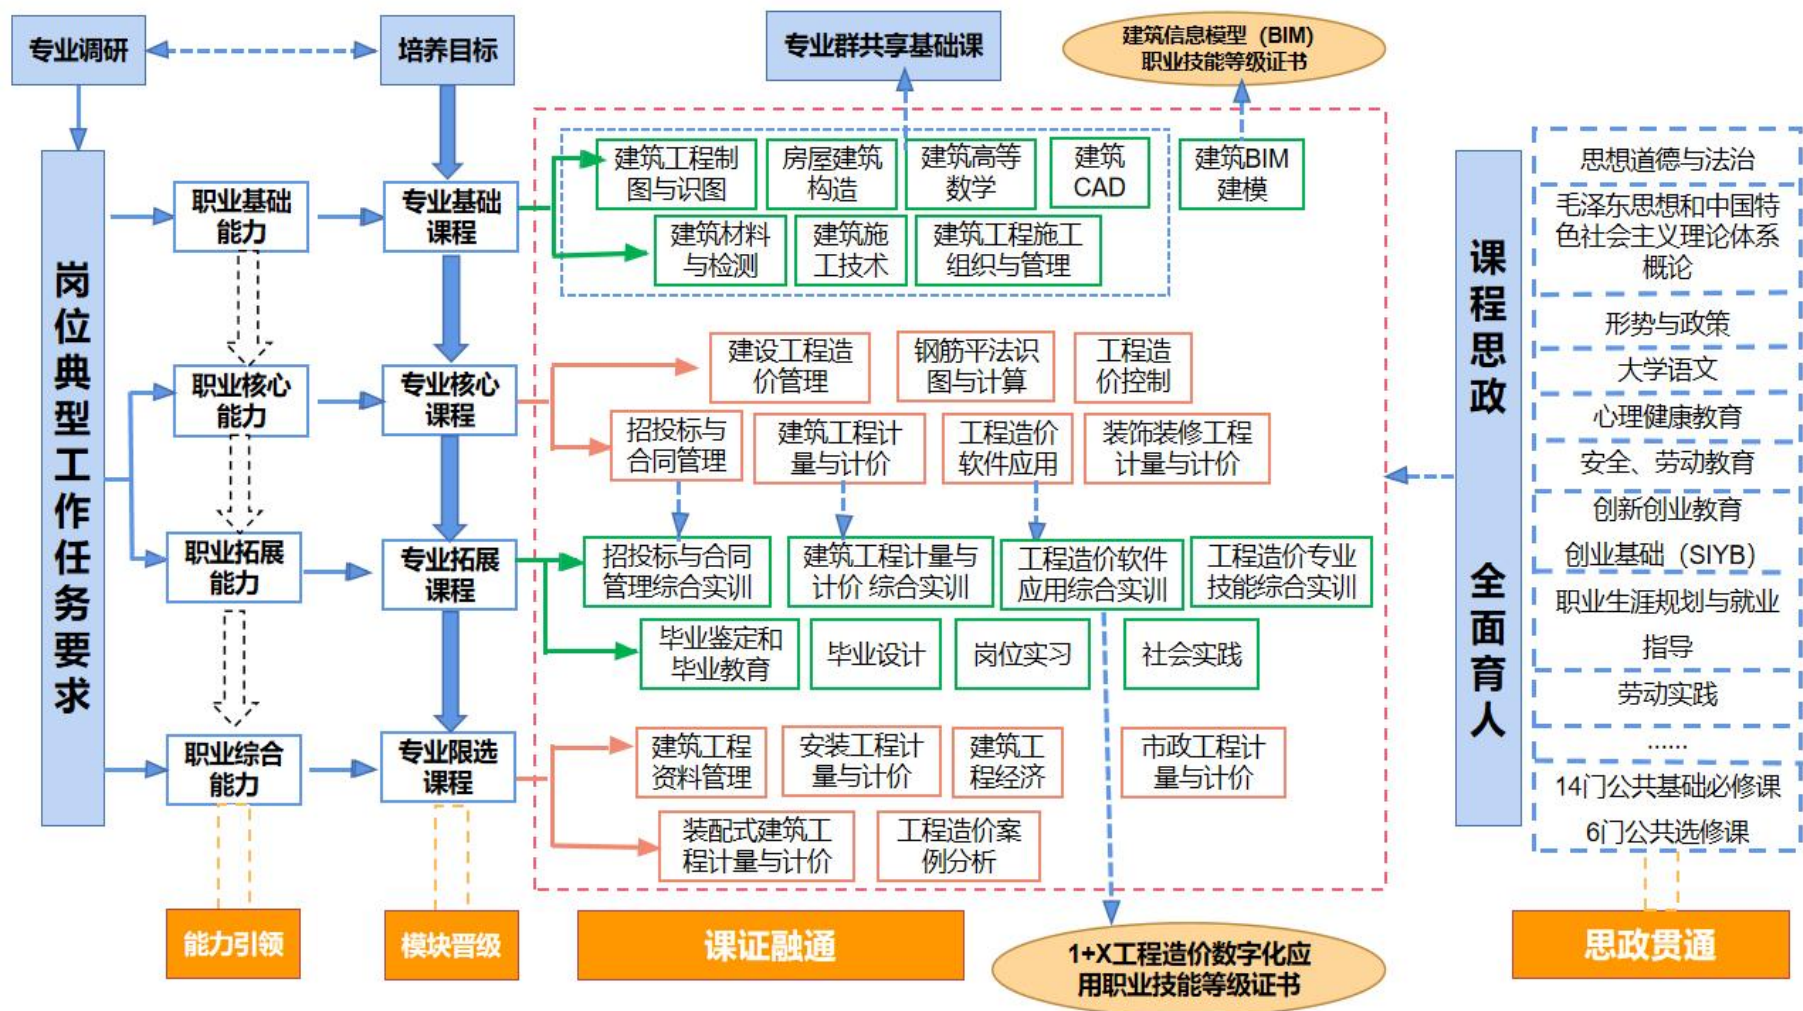 专业调研
培养目标
专业群共享基础课
建筑信息模型（BIM）
职业技能等级证书
岗位典型工作任务要求
职业基础
能力
专业基础
课程
建筑工程制
图与识图
房屋建筑
构造
建筑高等
数学
建筑
CAD
建筑BIM
建模
建筑材料
与检测
建筑施
工技术
建筑工程施工
组织与管理
职业核心
能力
专业核心
课程
建设工程造
价管理
钢筋平法识
图与计算
工程造
价控制
招投标与
合同管理
建筑工程计
量与计价
工程造价
软件应用
装饰装修工程
计量与计价
职业拓展
能力
专业拓展
课程
招投标与合同
管理综合实训
建筑工程计量与
计价 综合实训
工程造价软件
应用综合实训
工程造价专业
技能综合实训
毕业鉴定和
毕业教育
毕业设计
岗位实习
社会实践
职业综合
能力
专业限选
课程
建筑工程
资料管理
安装工程计
量与计价
建筑工
程经济
市政工程计
量与计价
装配式建筑工
程计量与计价
工程造价案
例分析
课程思政
全面育人
思想道德与法治
毛泽东思想和中国特
色社会主义理论体系
概论
形势与政策
大学语文
心理健康教育
安全、劳动教育
创新创业教育
创业基础（SIYB）
职业生涯规划与就业
指导
劳动实践
......
14门公共基础必修课
6门公共选修课
能力引领
模块晋级
课证融通
1+X工程造价数字化应
用职业技能等级证书
思政贯通